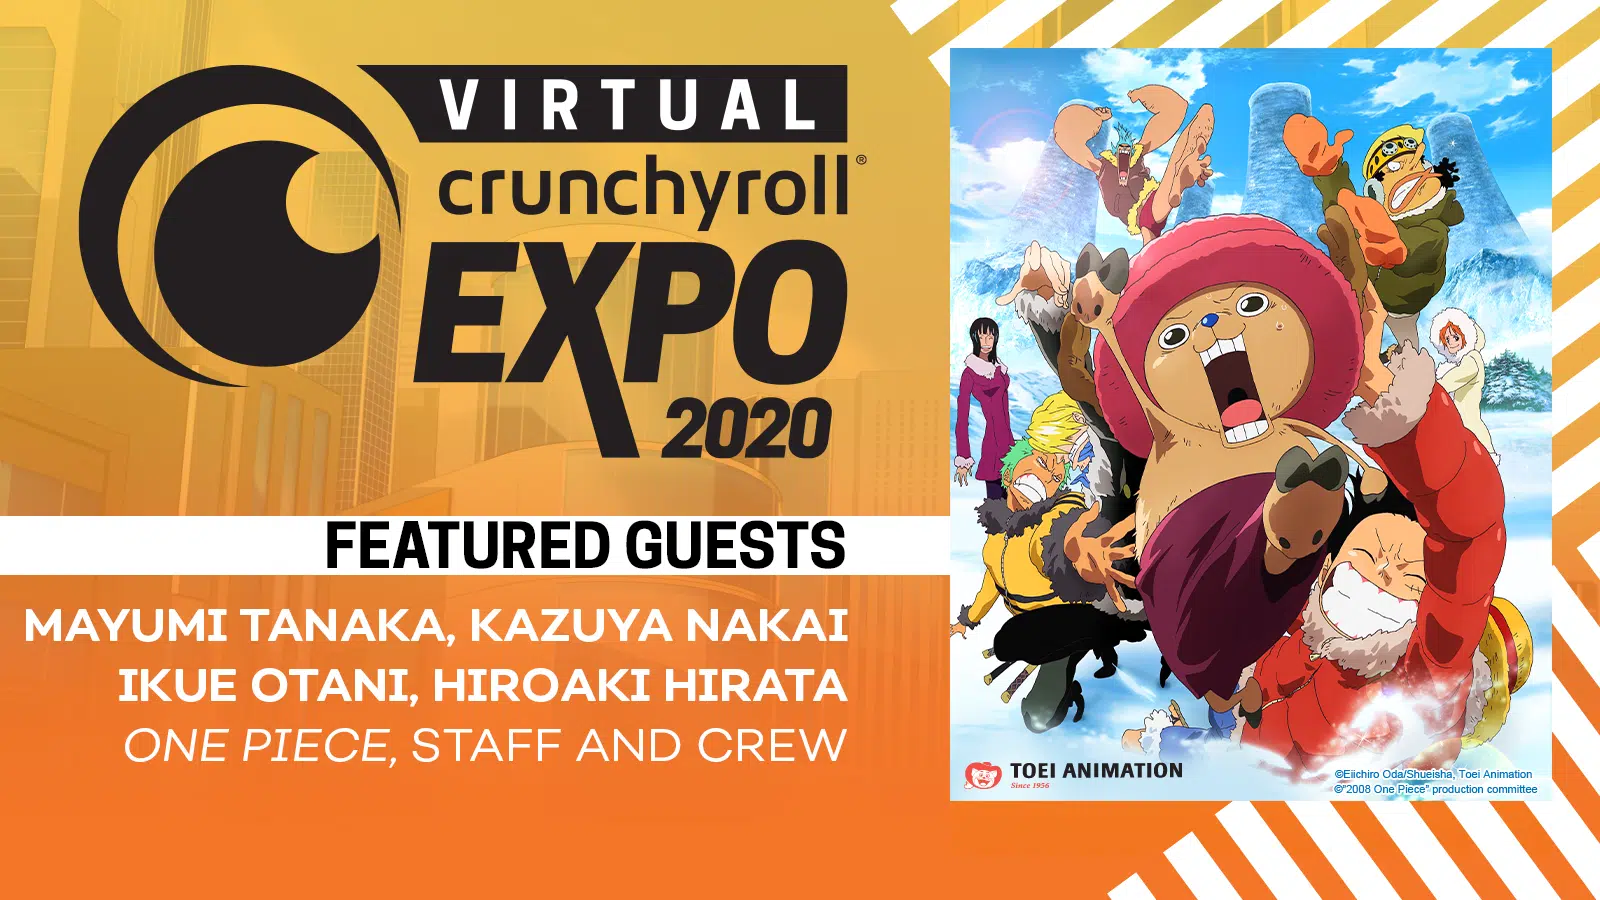 VIRTUAL
crunchyroll®
EXPO
2020
FEATURED GUESTS
MAYUMI TANAKA, KAZUYA NAKAI
IKUE OTANI, HIROAKI HIRATA
ONE PIECE, STAFF AND CREW
TOEI ANIMATION
Since 1956
©Eiichiro Oda/Shueisha, Toei Animation
©"2008 One Piece" production committee